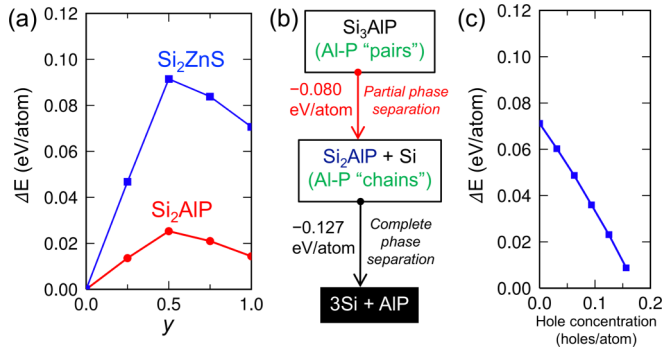 (a)
0.12
0.10
0.08
0.06
0.04
0.02
0.00
ΔE (eV/atom)
Si₂ZnS
Si₂AlP
0.0
0.5
1.0
y
(b)
Si₃AlP
(Al-P “pairs”)
−0.080
eV/atom
Partial phase
separation
Si₂AlP + Si
(Al-P “chains”)
−0.127
eV/atom
Complete
phase
separation
3Si + AlP
(c)
0.12
0.10
0.08
0.06
0.04
0.02
0.00
ΔE (eV/atom)
0.0
0.1
0.2
Hole concentration
(holes/atom)